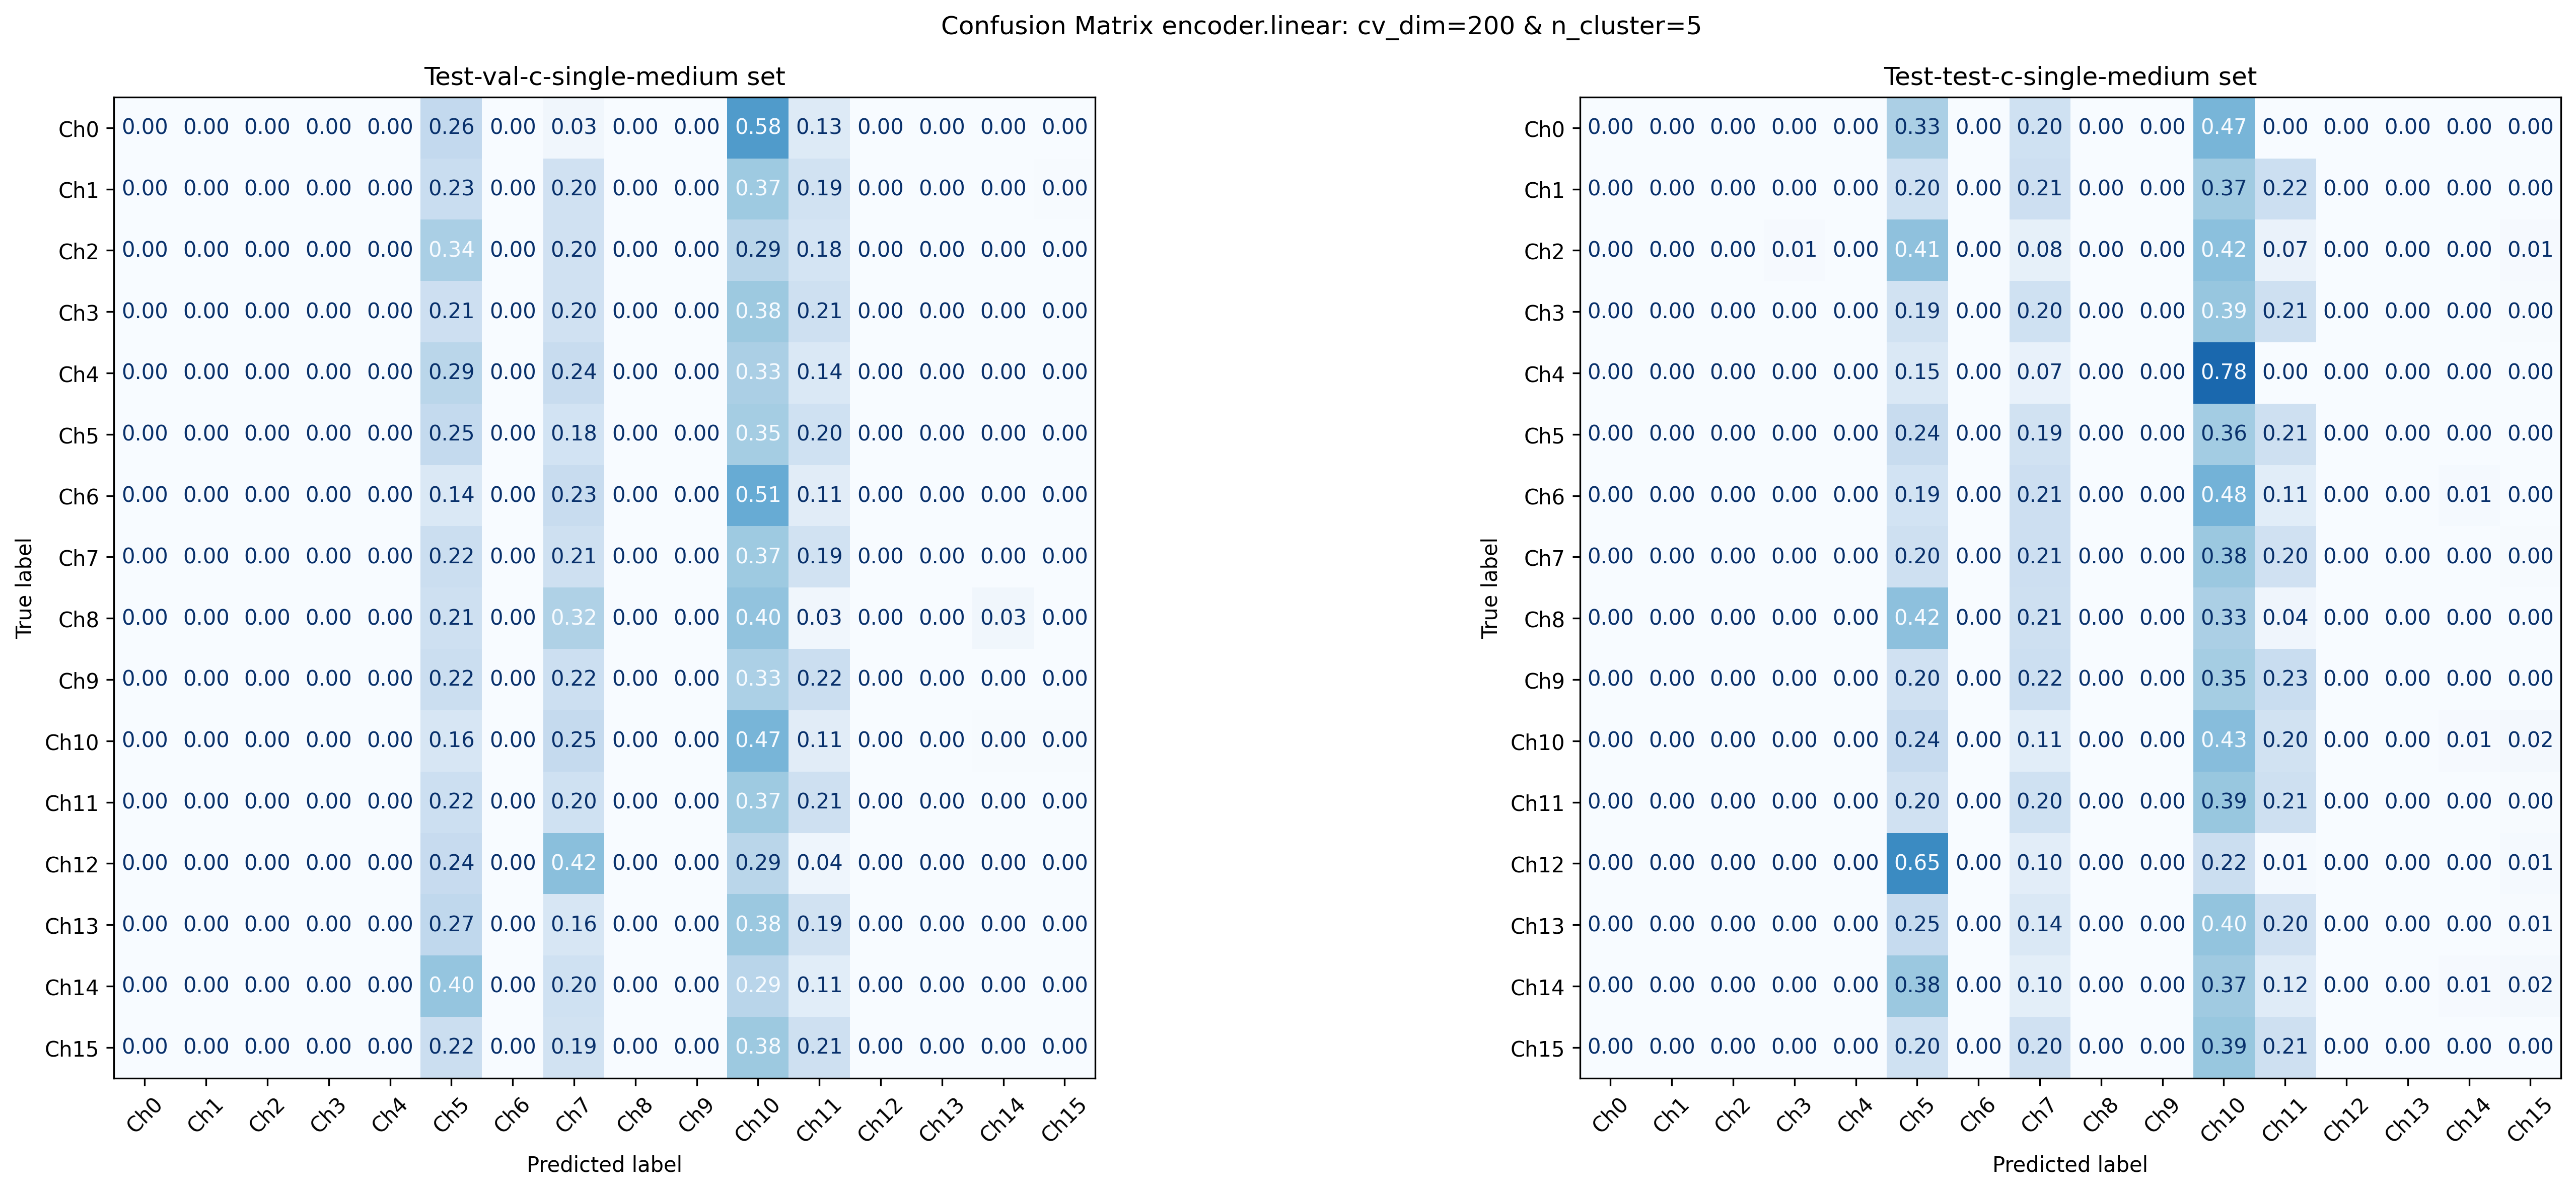 Confusion Matrix encoder.linear: cv_dim=200 & n_cluster=5
Test-val-c-single-medium set
Ch0 0.00 0.00 0.00 0.00 0.00 0.26 0.00 0.03 0.00 0.00 0.58 0.13 0.00 0.00 0.00 0.00
Ch1 0.00 0.00 0.00 0.00 0.00 0.23 0.00 0.20 0.00 0.00 0.37 0.19 0.00 0.00 0.00 0.00
Ch2 0.00 0.00 0.00 0.00 0.00 0.34 0.00 0.20 0.00 0.00 0.29 0.18 0.00 0.00 0.00 0.00
Ch3 0.00 0.00 0.00 0.00 0.00 0.21 0.00 0.20 0.00 0.00 0.38 0.21 0.00 0.00 0.00 0.00
Ch4 0.00 0.00 0.00 0.00 0.00 0.29 0.00 0.24 0.00 0.00 0.33 0.14 0.00 0.00 0.00 0.00
Ch5 0.00 0.00 0.00 0.00 0.00 0.25 0.00 0.18 0.00 0.00 0.35 0.20 0.00 0.00 0.00 0.00
Ch6 0.00 0.00 0.00 0.00 0.00 0.14 0.00 0.23 0.00 0.00 0.51 0.11 0.00 0.00 0.00 0.00
Ch7 0.00 0.00 0.00 0.00 0.00 0.22 0.00 0.21 0.00 0.00 0.37 0.19 0.00 0.00 0.00 0.00
Ch8 0.00 0.00 0.00 0.00 0.00 0.21 0.00 0.32 0.00 0.00 0.40 0.03 0.00 0.00 0.03 0.00
Ch9 0.00 0.00 0.00 0.00 0.00 0.22 0.00 0.22 0.00 0.00 0.33 0.22 0.00 0.00 0.00 0.00
Ch10 0.00 0.00 0.00 0.00 0.00 0.16 0.00 0.25 0.00 0.00 0.47 0.11 0.00 0.00 0.00 0.00
Ch11 0.00 0.00 0.00 0.00 0.00 0.22 0.00 0.20 0.00 0.00 0.37 0.21 0.00 0.00 0.00 0.00
Ch12 0.00 0.00 0.00 0.00 0.00 0.24 0.00 0.42 0.00 0.00 0.29 0.04 0.00 0.00 0.00 0.00
Ch13 0.00 0.00 0.00 0.00 0.00 0.27 0.00 0.16 0.00 0.00 0.38 0.19 0.00 0.00 0.00 0.00
Ch14 0.00 0.00 0.00 0.00 0.00 0.40 0.00 0.20 0.00 0.00 0.29 0.11 0.00 0.00 0.00 0.00
Ch15 0.00 0.00 0.00 0.00 0.00 0.22 0.00 0.19 0.00 0.00 0.38 0.21 0.00 0.00 0.00 0.00
True label
Ch0 Ch1 Ch2 Ch3 Ch4 Ch5 Ch6 Ch7 Ch8 Ch9 Ch10 Ch11 Ch12 Ch13 Ch14 Ch15
Predicted label
Test-test-c-single-medium set
Ch0 0.00 0.00 0.00 0.00 0.00 0.33 0.00 0.20 0.00 0.00 0.47 0.00 0.00 0.00 0.00 0.00
Ch1 0.00 0.00 0.00 0.00 0.00 0.20 0.00 0.21 0.00 0.00 0.37 0.22 0.00 0.00 0.00 0.00
Ch2 0.00 0.00 0.00 0.01 0.00 0.41 0.00 0.08 0.00 0.00 0.42 0.07 0.00 0.00 0.00 0.01
Ch3 0.00 0.00 0.00 0.00 0.00 0.19 0.00 0.20 0.00 0.00 0.39 0.21 0.00 0.00 0.00 0.00
Ch4 0.00 0.00 0.00 0.00 0.00 0.15 0.00 0.07 0.00 0.00 0.78 0.00 0.00 0.00 0.00 0.00
Ch5 0.00 0.00 0.00 0.00 0.00 0.24 0.00 0.19 0.00 0.00 0.36 0.21 0.00 0.00 0.00 0.00
Ch6 0.00 0.00 0.00 0.00 0.00 0.19 0.00 0.21 0.00 0.00 0.48 0.11 0.00 0.00 0.01 0.00
Ch7 0.00 0.00 0.00 0.00 0.00 0.20 0.00 0.21 0.00 0.00 0.38 0.20 0.00 0.00 0.00 0.00
Ch8 0.00 0.00 0.00 0.00 0.00 0.42 0.00 0.21 0.00 0.00 0.33 0.04 0.00 0.00 0.00 0.00
Ch9 0.00 0.00 0.00 0.00 0.00 0.20 0.00 0.22 0.00 0.00 0.35 0.23 0.00 0.00 0.00 0.00
Ch10 0.00 0.00 0.00 0.00 0.00 0.24 0.00 0.11 0.00 0.00 0.43 0.20 0.00 0.00 0.01 0.02
Ch11 0.00 0.00 0.00 0.00 0.00 0.20 0.00 0.20 0.00 0.00 0.39 0.21 0.00 0.00 0.00 0.00
Ch12 0.00 0.00 0.00 0.00 0.00 0.65 0.00 0.10 0.00 0.00 0.22 0.01 0.00 0.00 0.00 0.01
Ch13 0.00 0.00 0.00 0.00 0.00 0.25 0.00 0.14 0.00 0.00 0.40 0.20 0.00 0.00 0.00 0.01
Ch14 0.00 0.00 0.00 0.00 0.00 0.38 0.00 0.10 0.00 0.00 0.37 0.12 0.00 0.00 0.01 0.02
Ch15 0.00 0.00 0.00 0.00 0.00 0.20 0.00 0.20 0.00 0.00 0.39 0.21 0.00 0.00 0.00 0.00
True label
Ch0 Ch1 Ch2 Ch3 Ch4 Ch5 Ch6 Ch7 Ch8 Ch9 Ch10 Ch11 Ch12 Ch13 Ch14 Ch15
Predicted label